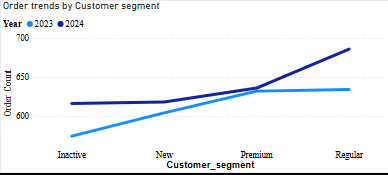 Order trends by Customer segment
Year 2023 2024
700
650
600
Order Count
Inactive New Premium Regular
Customer_segment